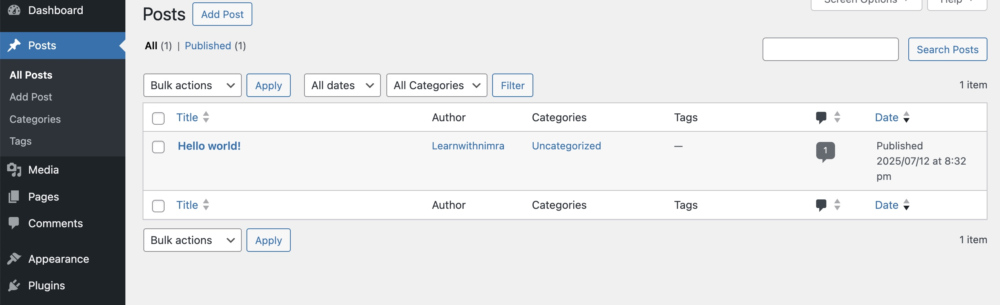 Dashboard
Posts
All Posts
Add Post
Categories
Tags
Media
Pages
Comments
Appearance
Plugins
Screen Options
Help
Posts Add Post
All (1) | Published (1)
Search Posts
Bulk actions Apply All dates All Categories Filter 1 item
Title Author Categories Tags Date
Hello world! Learnwithnimra Uncategorized — 1 Published
2025/07/12 at 8:32
pm
Title Author Categories Tags Date
Bulk actions Apply 1 item